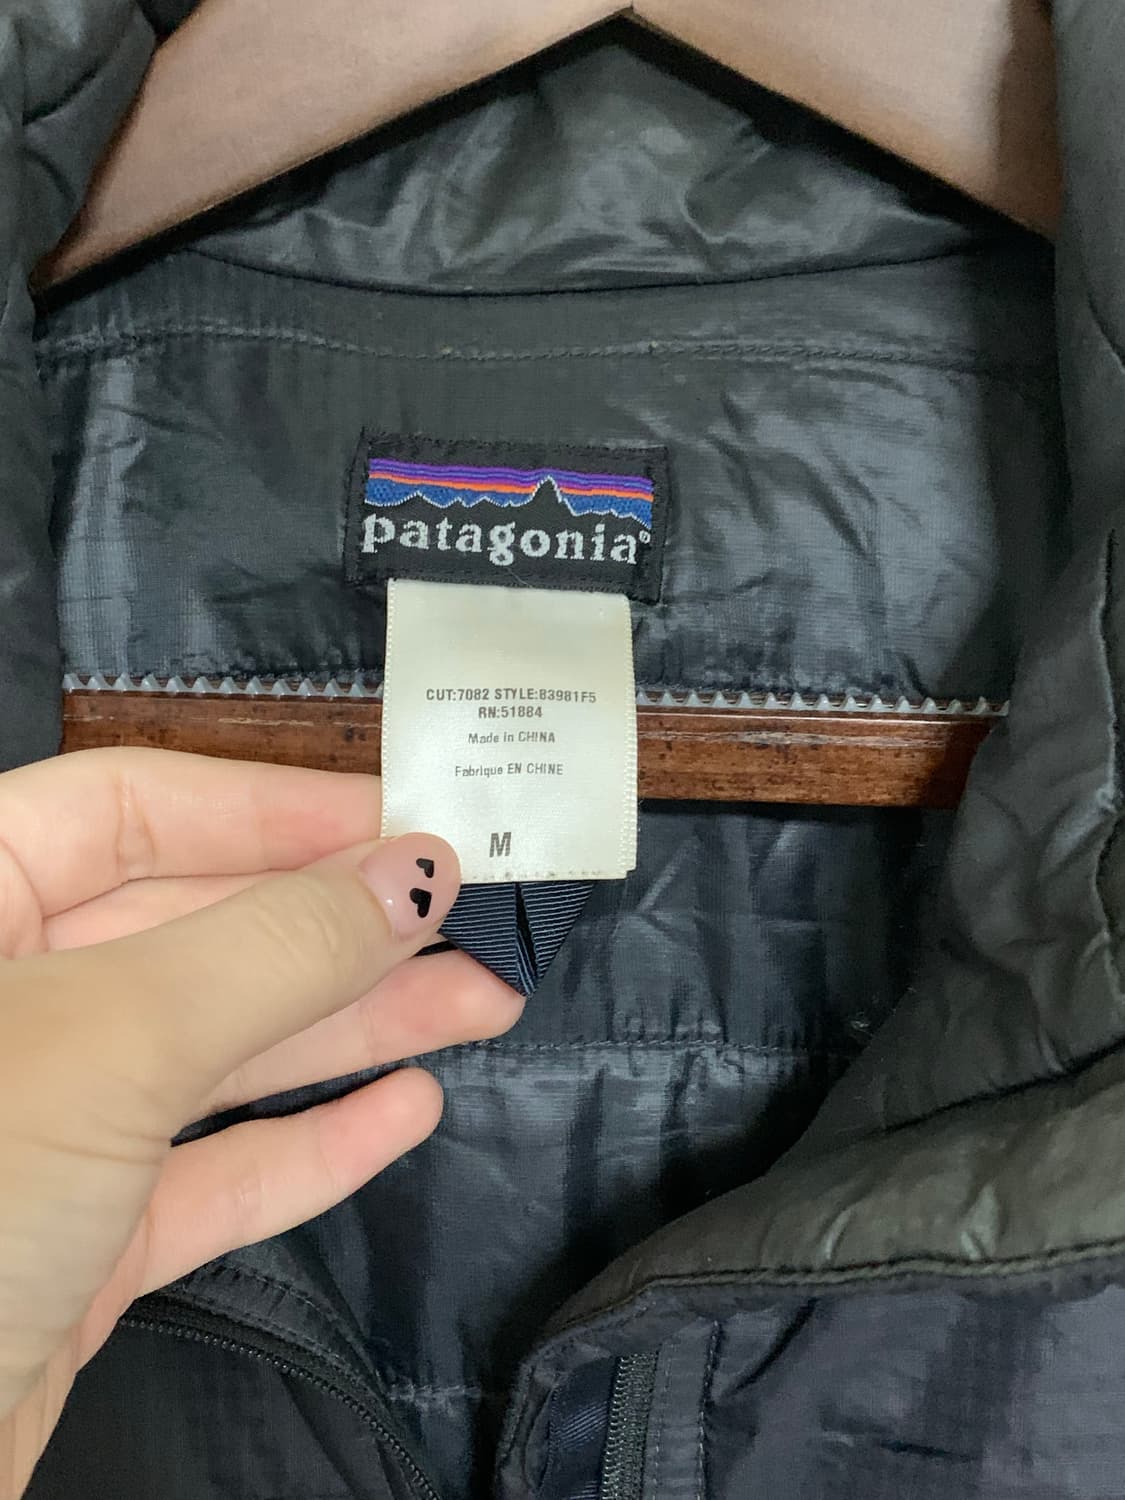 patagonia®
CUT:7082 STYLE:83981F5
RN:51884
Made in CHINA
Fabrique EN CHINE
M